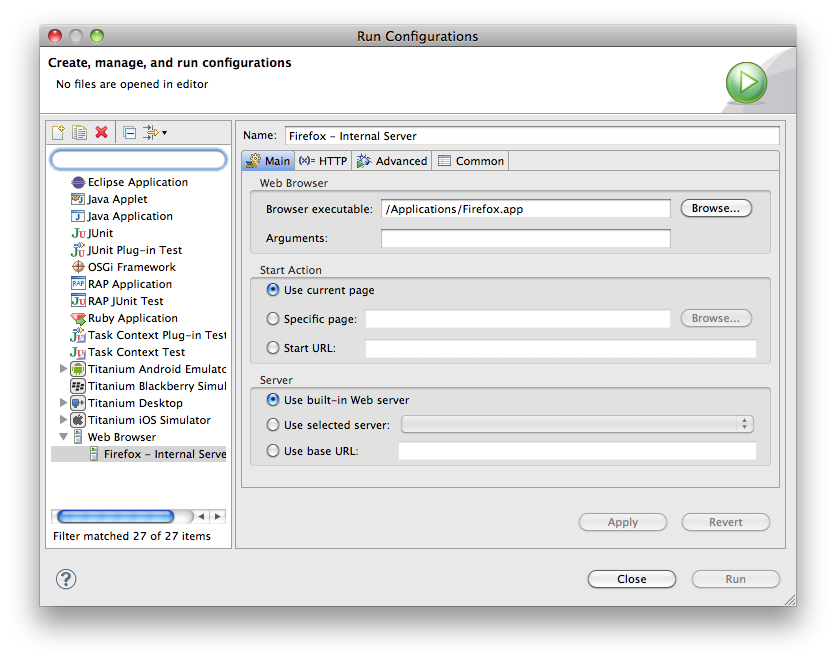 Run Configurations
Create, manage, and run configurations
No files are opened in editor
Name: Firefox - Internal Server
Main (x)= HTTP Advanced Common
Eclipse Application
Java Applet
Java Application
JUnit
JUnit Plug-in Test
OSGi Framework
RAP Application
RAP JUnit Test
Ruby Application
Task Context Plug-in Test
Task Context Test
Titanium Android Emulato
Titanium Blackberry Simul
Titanium Desktop
Titanium iOS Simulator
Web Browser
Firefox - Internal Serve
Filter matched 27 of 27 items
Web Browser
Browser executable: /Applications/Firefox.app Browse...
Arguments:
Start Action
Use current page
Specific page: Browse...
Start URL:
Server
Use built-in Web server
Use selected server:
Use base URL:
Apply Revert
? Close Run